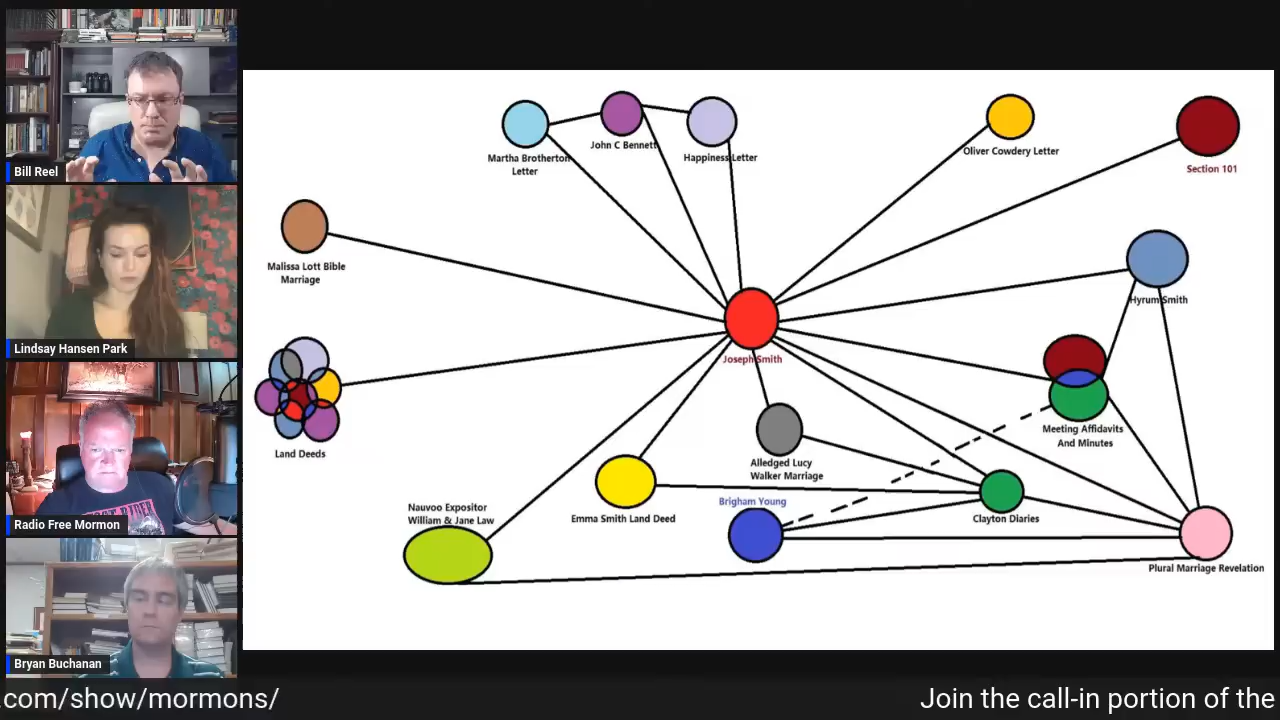 Bill Reel
Lindsay Hansen Park
Radio Free Mormon
Bryan Buchanan
Martha Brotherton
Letter
John C Bennett
Happiness Letter
Oliver Cowdery Letter
Section 101
Malissa Lott Bible
Marriage
Hyrum Smith
Joseph Smith
Land Deeds
Meeting Affidavits
And Minutes
Alledged Lucy
Walker Marriage
Nauvoo Expositor
William & Jane Law
Emma Smith Land Deed
Brigham Young
Clayton Diaries
Plural Marriage Revelation
.com/show/mormons/
Join the call-in portion of the